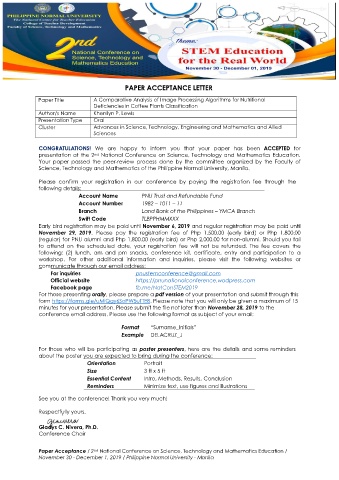 PHILIPPINE NORMAL UNIVERSITY
The National Center for Teacher Education
College of Teacher Development
Faculty of Science, Technology and Mathematics
2nd
National Conference on
Science, Technology and
Mathematics Education
Theme:
STEM Education
for the Real World
November 30 - December 01, 2019
PAPER ACCEPTANCE LETTER
Paper Title A Comparative Analysis of Image Processing Algorithms for Nutritional
Deficiencies in Coffee Plants Classification
Author/s Name Kherilyn P. Lewis
Presentation Type Oral
Cluster Advances in Science, Technology, Engineering and Mathematics and Allied
Sciences
CONGRATULATIONS! We are happy to inform you that your paper has been ACCEPTED for
presentation at the 2nd National Conference on Science, Technology and Mathematics Education.
Your paper passed the peer-review process done by the committee organized by the Faculty of
Science, Technology and Mathematics of the Philippine Normal University, Manila.
Please confirm your registration in our conference by paying the registration fee through the
following details:
Account Name PNU Trust and Refundable Fund
Account Number 1982 – 1011 – 11
Branch Land Bank of the Philippines – YMCA Branch
Swift Code TLBPPHMMXXX
Early bird registration may be paid until November 6, 2019 and regular registration may be paid until
November 29, 2019. Please pay the registration fee of Php 1,500.00 (early bird) or Php 1,800.00
(regular) for PNU alumni and Php 1,800.00 (early bird) or Php 2,000.00 for non-alumni. Should you fail
to attend on the scheduled date, your registration fee will not be refunded. The fee covers the
following: (2) lunch, am and pm snacks, conference kit, certificate, entry and participation to a
workshop. For other additional information and inquiries, please visit the following websites or
communicate through our email address:
For inquiries pnustemconference@gmail.com
Official website https://pnunationalconference.wordpress.com
Facebook page fb.me/NatConSTEM2019
For those presenting orally, please prepare a pdf version of your presentation and submit through this
form Please note that you will only be given a maximum of 15
minutes for your presentation. Please submit the file not later than November 28, 2019 to the
conference email address. Please use the following format as subject of your email:
Format "Surname_Initials"
Example DELACRUZ_J
For those who will be participating as poster presenters, here are the details and some reminders
about the poster you are expected to bring during the conference:
Orientation Portrait
Size 3 ft x 5 ft
Essential Content Intro, Methods, Results, Conclusion
Reminders Minimize text, use figures and illustrations
See you at the conference! Thank you very much!
Respectfully yours,
Gladys C. Nivera, Ph.D.
Conference Chair
Paper Acceptance / 2nd National Conference on Science, Technology and Mathematics Education /
November 30 - December 1, 2019 / Philippine Normal University - Manila